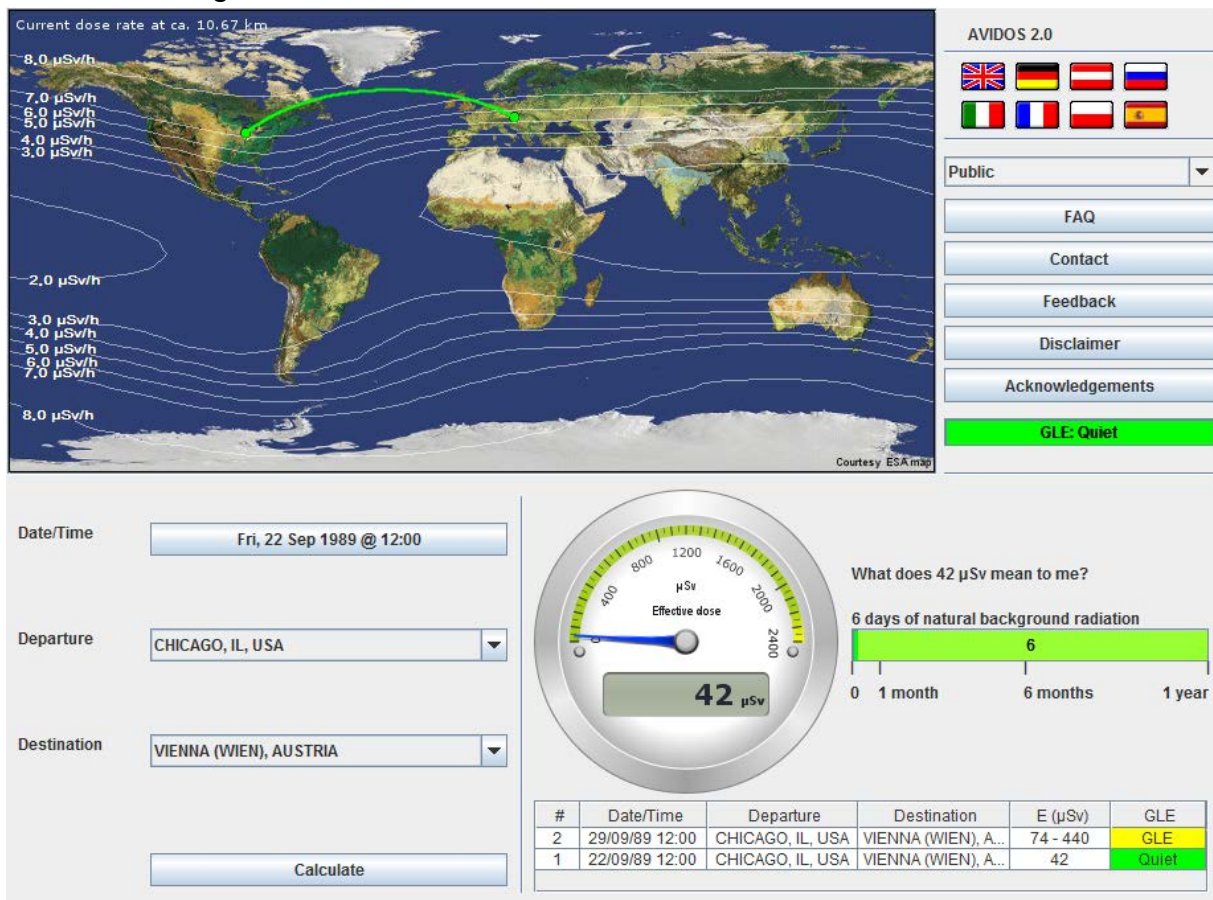 Current dose rate at ca. 10.67 km
8,0 µSv/h
7,0 µSv/h
6,0 µSv/h
5,0 µSv/h
4,0 µSv/h
3,0 µSv/h
2,0 µSv/h
3,0 µSv/h
4,0 µSv/h
5,0 µSv/h
6,0 µSv/h
7,0 µSv/h
8,0 µSv/h
Courtesy ESA map
AVIDOS 2.0
Public
FAQ
Contact
Feedback
Disclaimer
Acknowledgements
GLE: Quiet
Date/Time
Fri, 22 Sep 1989 @ 12:00
Departure
CHICAGO, IL, USA
Destination
VIENNA (WIEN), AUSTRIA
Calculate
0 400 800 1200 1600 2000 2400
µSv
Effective dose
42 µSv
What does 42 µSv mean to me?
6 days of natural background radiation
6
0 1 month 6 months 1 year
# Date/Time Departure Destination E (µSv) GLE
2 29/09/89 12:00 CHICAGO, IL, USA VIENNA (WIEN), A... 74 - 440 GLE
1 22/09/89 12:00 CHICAGO, IL, USA VIENNA (WIEN), A... 42 Quiet